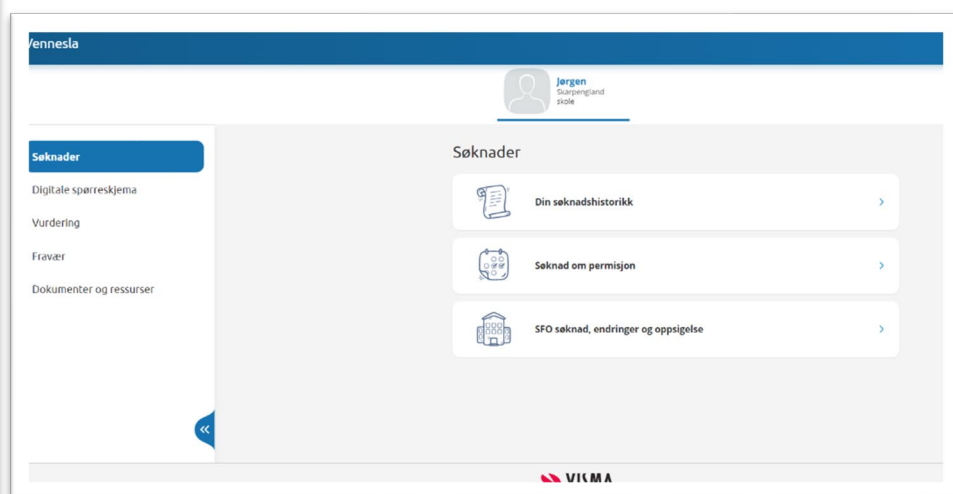 Vennesla
Jørgen
Skarpengland
skole
Søknader
Digitale spørreskjema
Vurdering
Fravær
Dokumenter og ressurser
Søknader
Din søknadshistorikk
Søknad om permisjon
SFO søknad, endringer og oppsigelse
VISMA